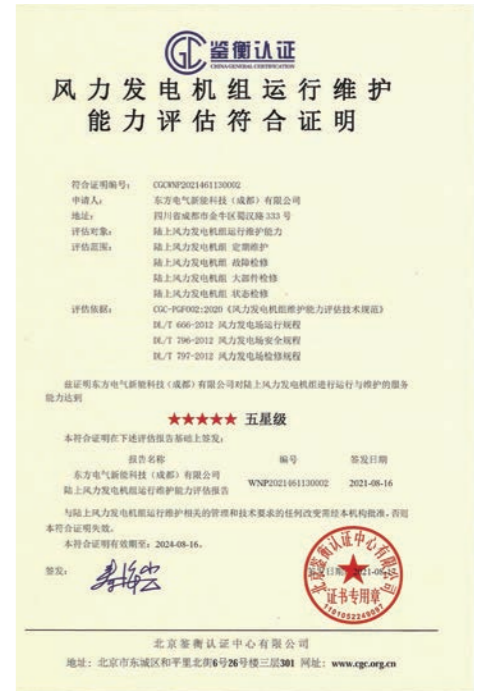 鉴衡认证
CHINA GENERAL CERTIFICATION
风力发电机组运行维护
能力评估符合证明
符合证明编号： CGCWNP2021461130002
申请人： 东方电气新能科技（成都）有限公司
地址： 四川省成都市金牛区蜀汉路 333 号
评估对象： 陆上风力发电机组运行维护能力
评估范围： 陆上风力发电机组 定期维护
陆上风力发电机组 故障检修
陆上风力发电机组 大部件检修
陆上风力发电机组 状态检修
评估依据： CGC-PGF002:2020《风力发电机组维护能力评估技术规范》
DL/T 666-2012 风力发电场运行规程
DL/T 796-2012 风力发电场安全规程
DL/T 797-2012 风力发电场检修规程
兹证明东方电气新能科技（成都）有限公司对陆上风力发电机组进行运行与维护的服务
能力达到
★★★★★ 五星级
本符合证明在下述评估报告基础上签发：
报告名称 编号 签发日期
东方电气新能科技（成都）有限公司
陆上风力发电机组运行维护能力评估报告 WNP2021461130002 2021-08-16
与陆上风力发电机组运行维护相关的管理和技术要求的任何改变需经本机构批准，否则
本符合证明失效。
本符合证明有效期至：2024-08-16。
签发： 签发日期：2021-08-17
北京鉴衡认证中心有限公司
证书专用章
1101052240097
北京鉴衡认证中心有限公司
地址：北京市东城区和平里北街6号26号楼三层301 网址：www.cgc.org.cn